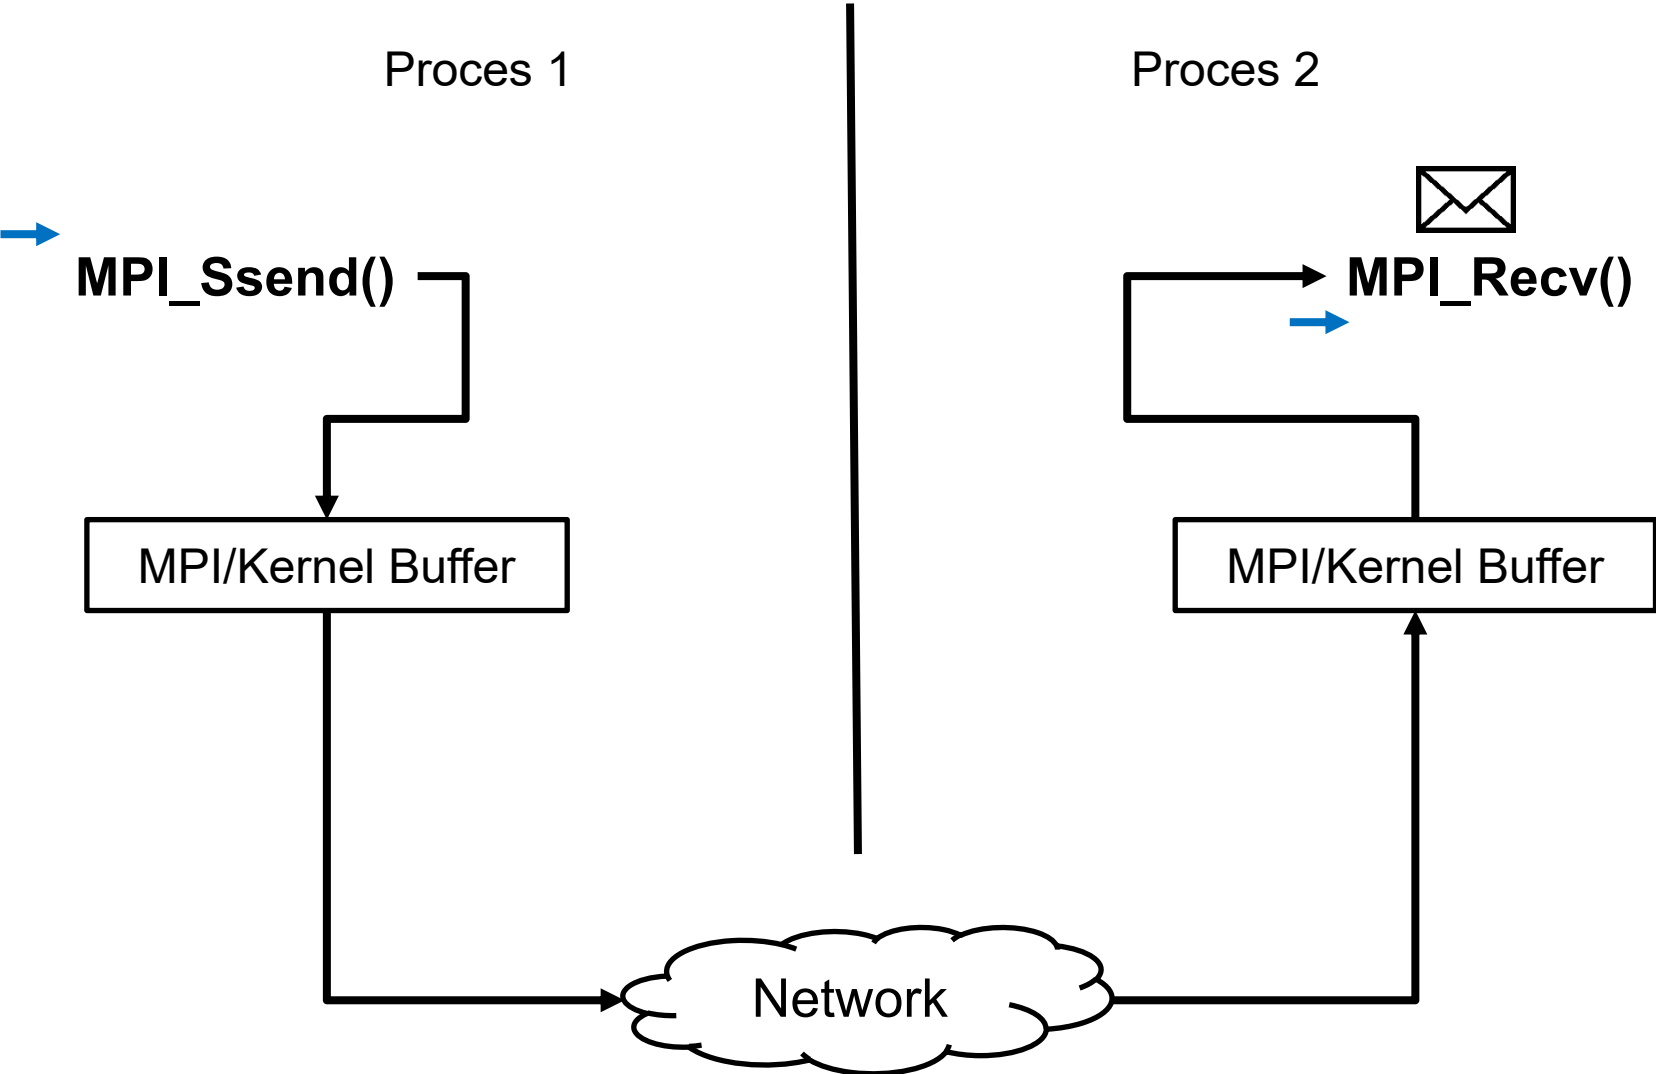 Proces 1
Proces 2
MPI_Ssend()
MPI_Recv()
MPI/Kernel Buffer
MPI/Kernel Buffer
Network